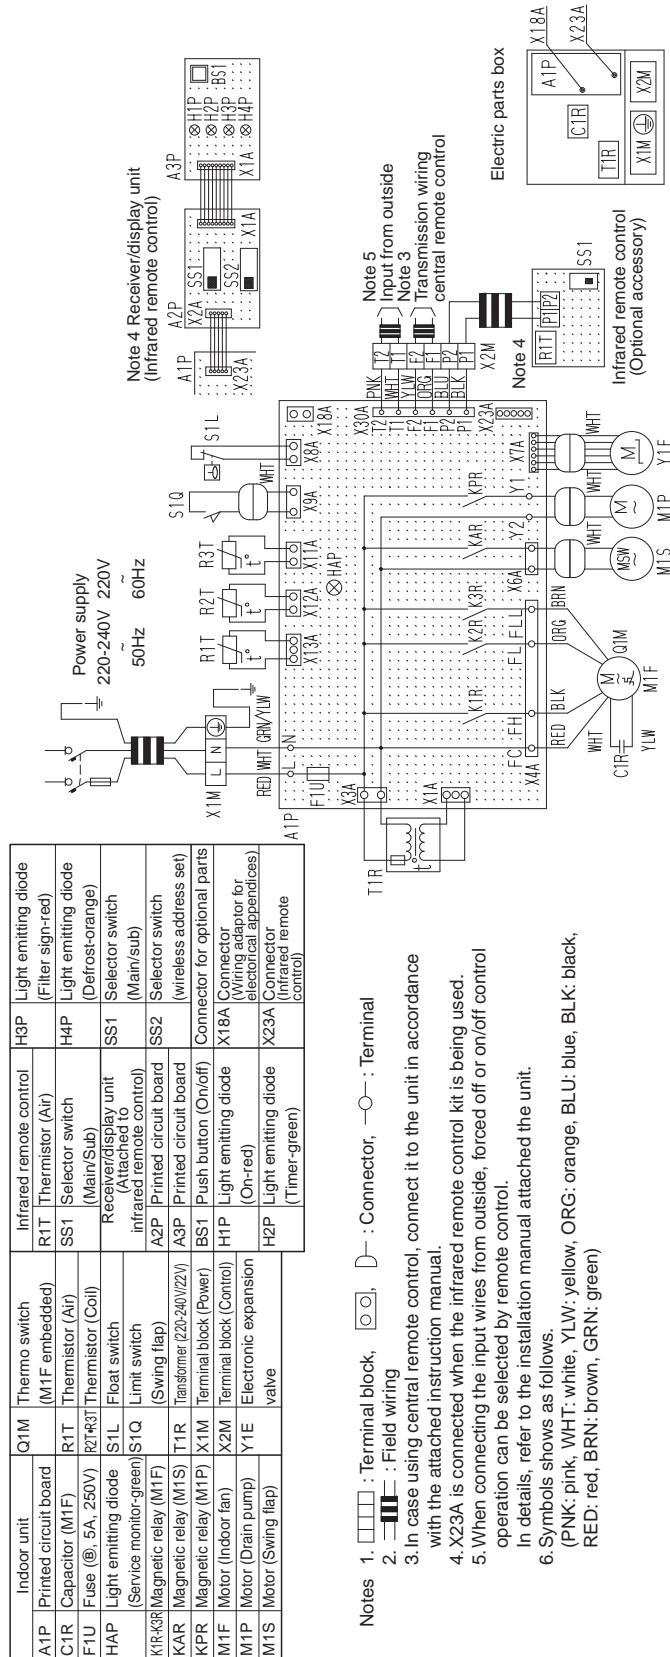 Indoor unit
A1P Printed circuit board
C1R Capacitor (M1F)
F1U Fuse (Ⓑ, 5A, 250V)
HAP Light emitting diode
(Service monitor-green)
K1R-K3R Magnetic relay (M1F)
KAR Magnetic relay (M1S)
KPR Magnetic relay (M1P)
M1F Motor (Indoor fan)
M1P Motor (Drain pump)
M1S Motor (Swing flap)
Q1M Thermo switch
(M1F embedded)
R1T Thermistor (Air)
R2T•R3T Thermistor (Coil)
S1L Float switch
S1Q Limit switch
(Swing flap)
T1R Transformer (220-240V/22V)
X1M Terminal block (Power)
X2M Terminal block (Control)
Y1E Electronic expansion
valve
Infrared remote control
R1T Thermistor (Air)
SS1 Selector switch
(Main/Sub)
Receiver/display unit
(Attached to
infrared remote control)
A2P Printed circuit board
A3P Printed circuit board
BS1 Push button (On/off)
H1P Light emitting diode
(On-red)
H2P Light emitting diode
(Timer-green)
H3P Light emitting diode
(Filter sign-red)
H4P Light emitting diode
(Defrost-orange)
SS1 Selector switch
(Main/sub)
SS2 Selector switch
(wireless address set)
Connector for optional parts
X18A Connector
(Wiring adaptor for
electorical appendices)
X23A Connector
(Infrared remote
control)
Notes 1. : Terminal block, : Connector, : Terminal
2. : Field wiring
3. In case using central remote control, connect it to the unit in accordance
with the attached instruction manual.
4. X23A is connected when the infrared remote control kit is being used.
5. When connecting the input wires from outside, forced off or on/off control
operation can be selected by remote control.
In details, refer to the installation manual attached the unit.
6. Symbols shows as follows.
(PNK: pink, WHT: white, YLW: yellow, ORG: orange, BLU: blue, BLK: black,
RED: red, BRN: brown, GRN: green)
Power supply
220-240V 220V
~ ~
50Hz 60Hz
X1M L N
RED WHT GRN/YLW
A1P
L N
F1U
X3A
X1A
T1R
t°
R1T R2T R3T S1Q S1L
t° t° t° WHT
X13A X12A X11A X9A X8A X18A
HAP
K1R K2R K3R KAR KPR
FC FH FL FLL Y2 Y1
X4A X6A X7A
RED BLK ORG BRN WHT WHT WHT
WHT
C1R
YLW
M
~
Q1M
M1F
MSW
M1S
M
~
M1P
M
Y1E
X30A
T2 T1 F2 F1 P2 P1
X23A
PNK
WHT
YLW
ORG
BLU
BLK
T2 T1 F2 F1 P2 P1
X2M
Note 5
Input from outside
Note 3
Transmission wiring
central remote control
Note 4
R1T P1P2
SS1
Infrared remote control
(Optional accessory)
Note 4 Receiver/display unit
(Infrared remote control)
A1P
X23A
A2P
X2A
SS1
SS2
X1A
A3P
X1A
BS1
H1P
H2P
H3P
H4P
Electric parts box
A1P
X18A
X23A
C1R
T1R
X1M
X2M